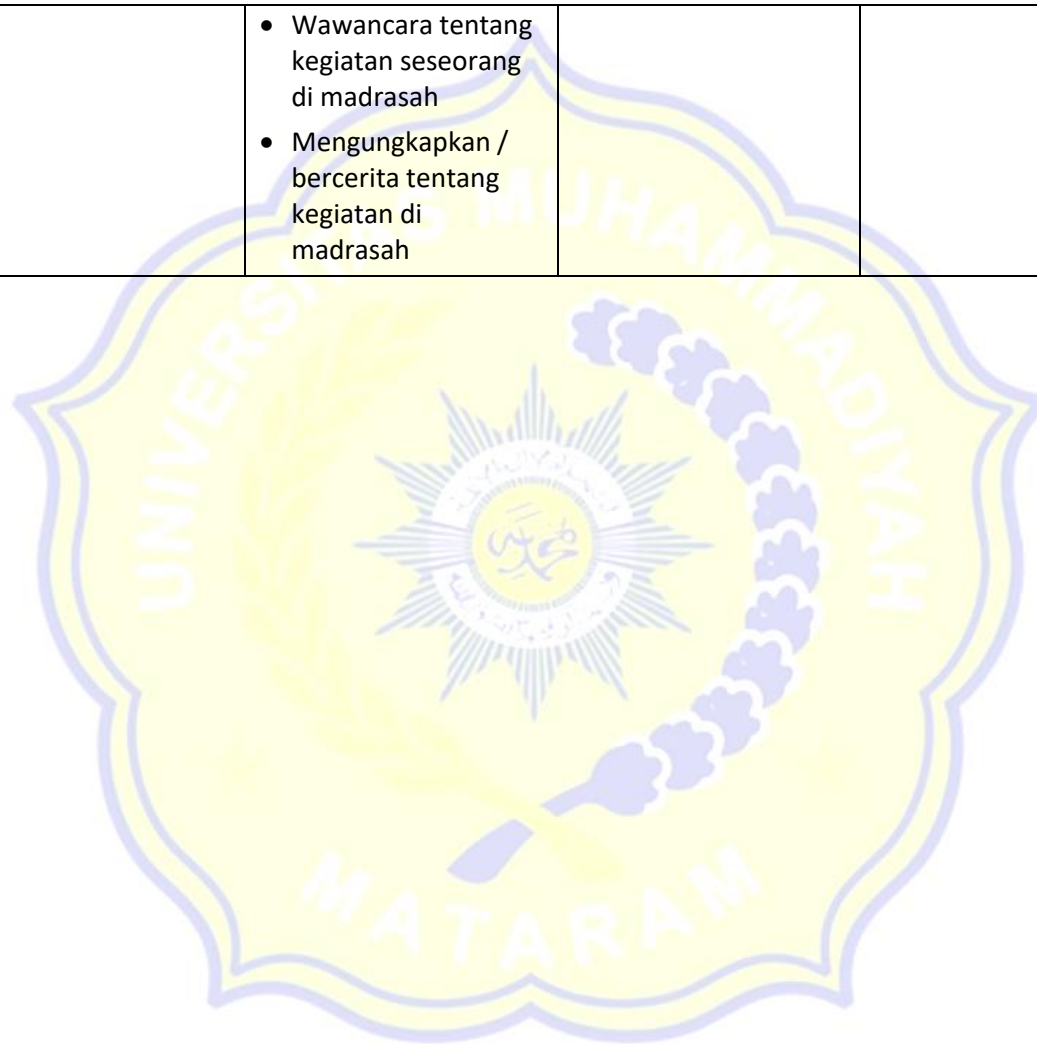 • Wawancara tentang
kegiatan seseorang
di madrasah
• Mengungkapkan /
bercerita tentang
kegiatan di
madrasah
UNIVERSITAS MUHAMMADIYAH
MATARAM